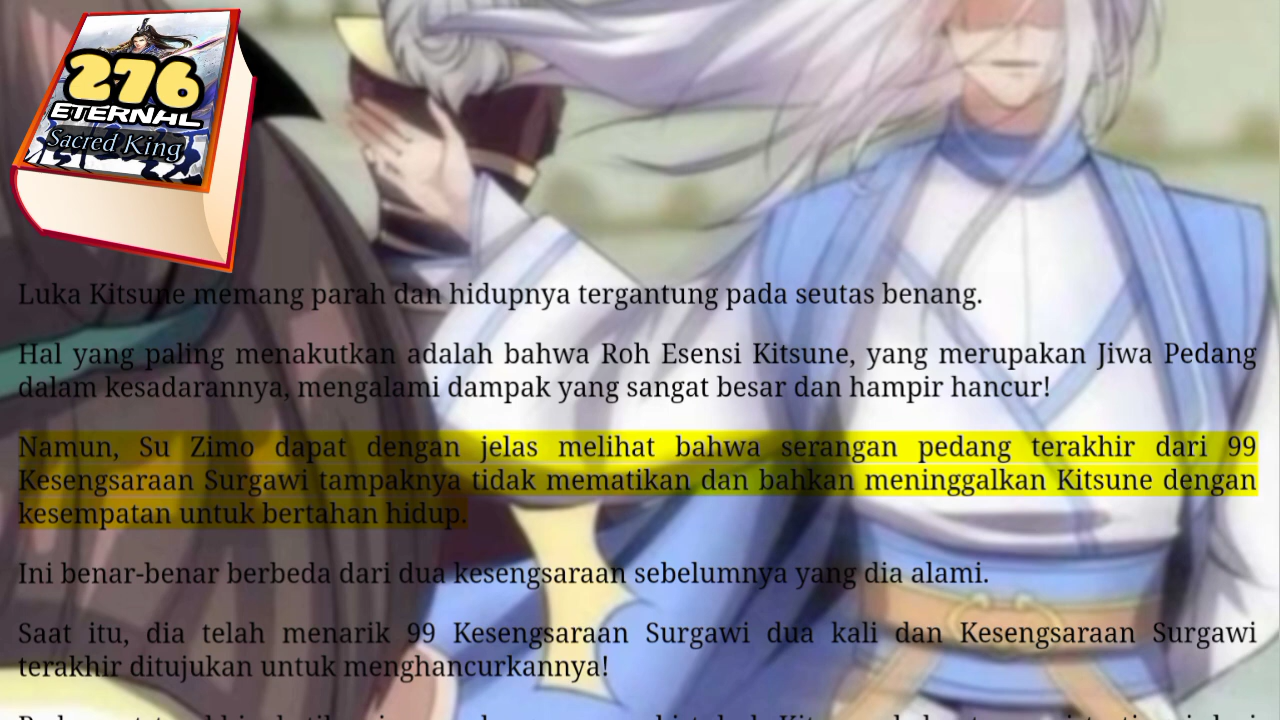 276
ETERNAL
Sacred King
Luka Kitsune memang parah dan hidupnya tergantung pada seutas benang.
Hal yang paling menakutkan adalah bahwa Roh Esensi Kitsune, yang merupakan Jiwa Pedang
dalam kesadarannya, mengalami dampak yang sangat besar dan hampir hancur!
Namun, Su Zimo dapat dengan jelas melihat bahwa serangan pedang terakhir dari 99
Kesengsaraan Surgawi tampaknya tidak mematikan dan bahkan meninggalkan Kitsune dengan
kesempatan untuk bertahan hidup.
Ini benar-benar berbeda dari dua kesengsaraan sebelumnya yang dia alami.
Saat itu, dia telah menarik 99 Kesengsaraan Surgawi dua kali dan Kesengsaraan Surgawi
terakhir ditujukan untuk menghancurkannya!